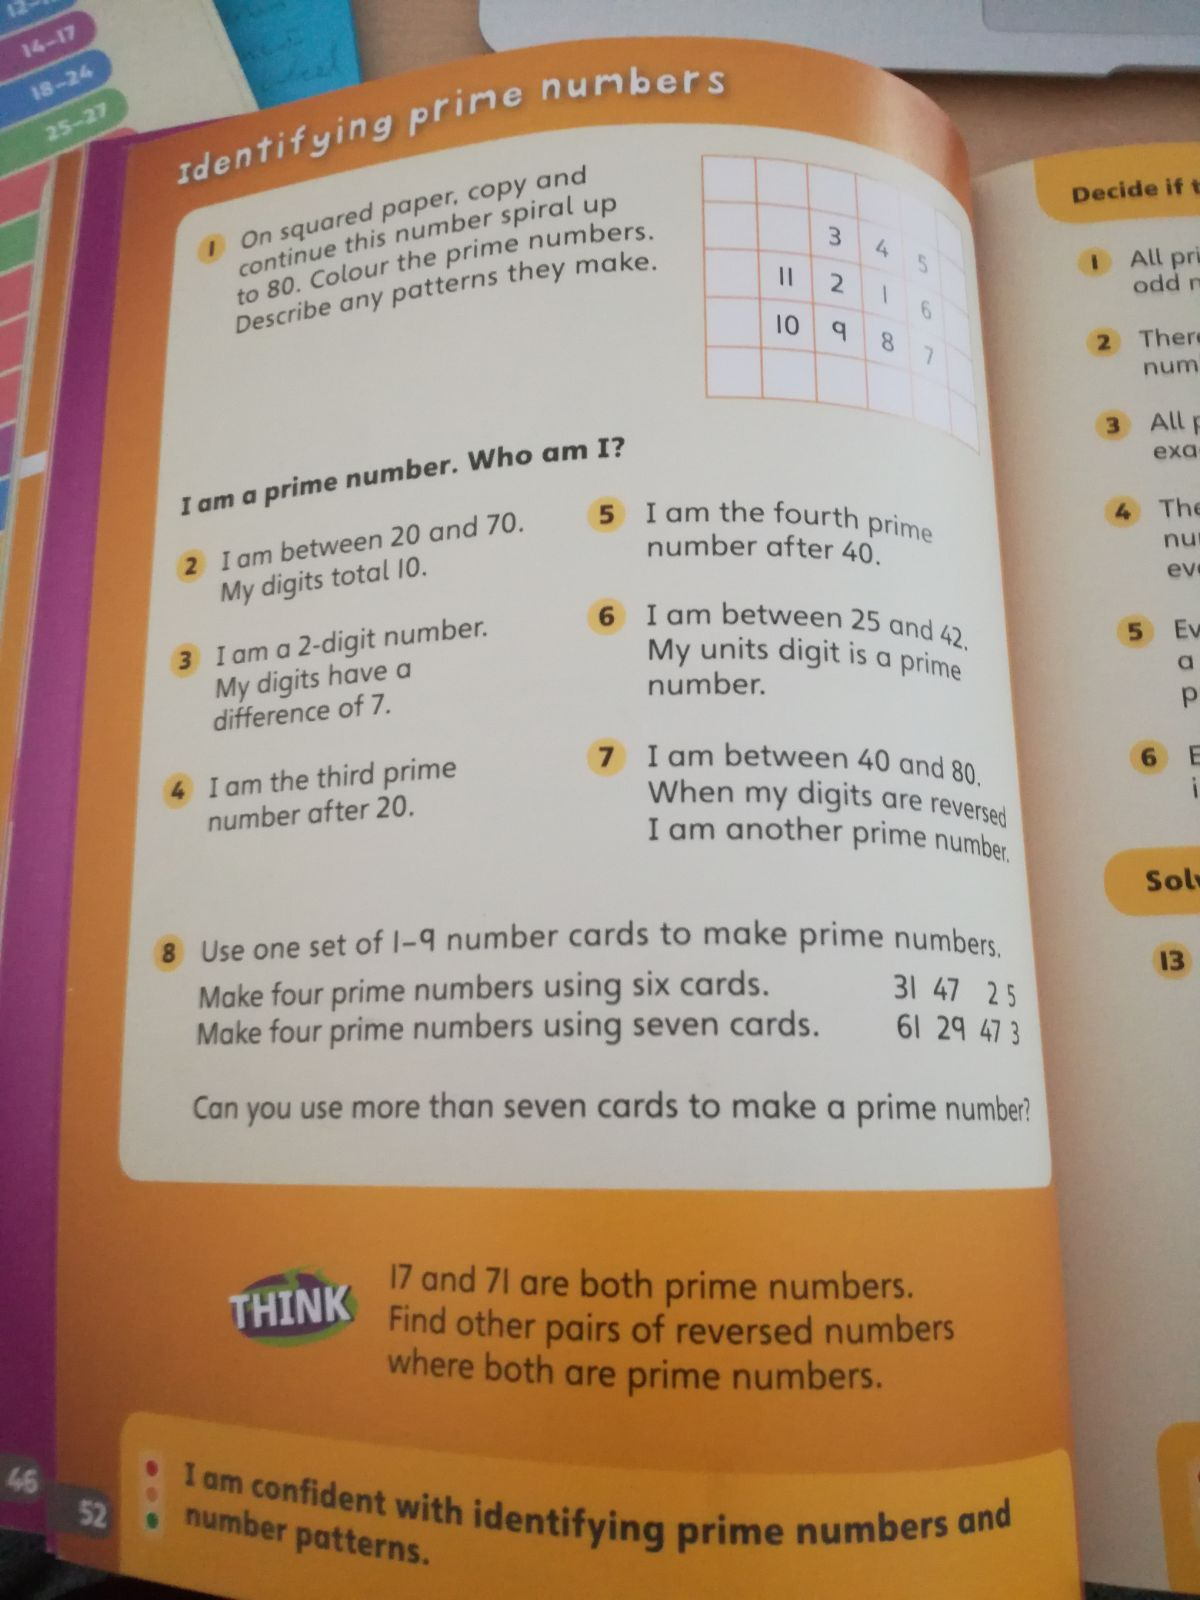 14–17
18–24
25–27
Identifying prime numbers
1 On squared paper, copy and
continue this number spiral up
to 80. Colour the prime numbers.
Describe any patterns they make.
3 4 5
11 2 1 6
10 9 8 7
I am a prime number. Who am I?
2 I am between 20 and 70.
My digits total 10.
3 I am a 2-digit number.
My digits have a
difference of 7.
4 I am the third prime
number after 20.
5 I am the fourth prime
number after 40.
6 I am between 25 and 42.
My units digit is a prime
number.
7 I am between 40 and 80.
When my digits are reversed
I am another prime number.
8 Use one set of 1–9 number cards to make prime numbers.
Make four prime numbers using six cards. 31 47 2 5
Make four prime numbers using seven cards. 61 29 47 3
Can you use more than seven cards to make a prime number?
THINK
17 and 71 are both prime numbers.
Find other pairs of reversed numbers
where both are prime numbers.
I am confident with identifying prime numbers and
number patterns.
46
52
Decide if
1 All
odd
2
3 All
4
5
a
6
13